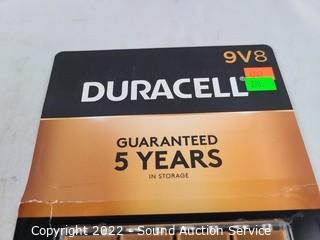 9V8
DURACELL
GUARANTEED
5 YEARS
IN STORAGE
Copyright 2022 - Sound Auction Service